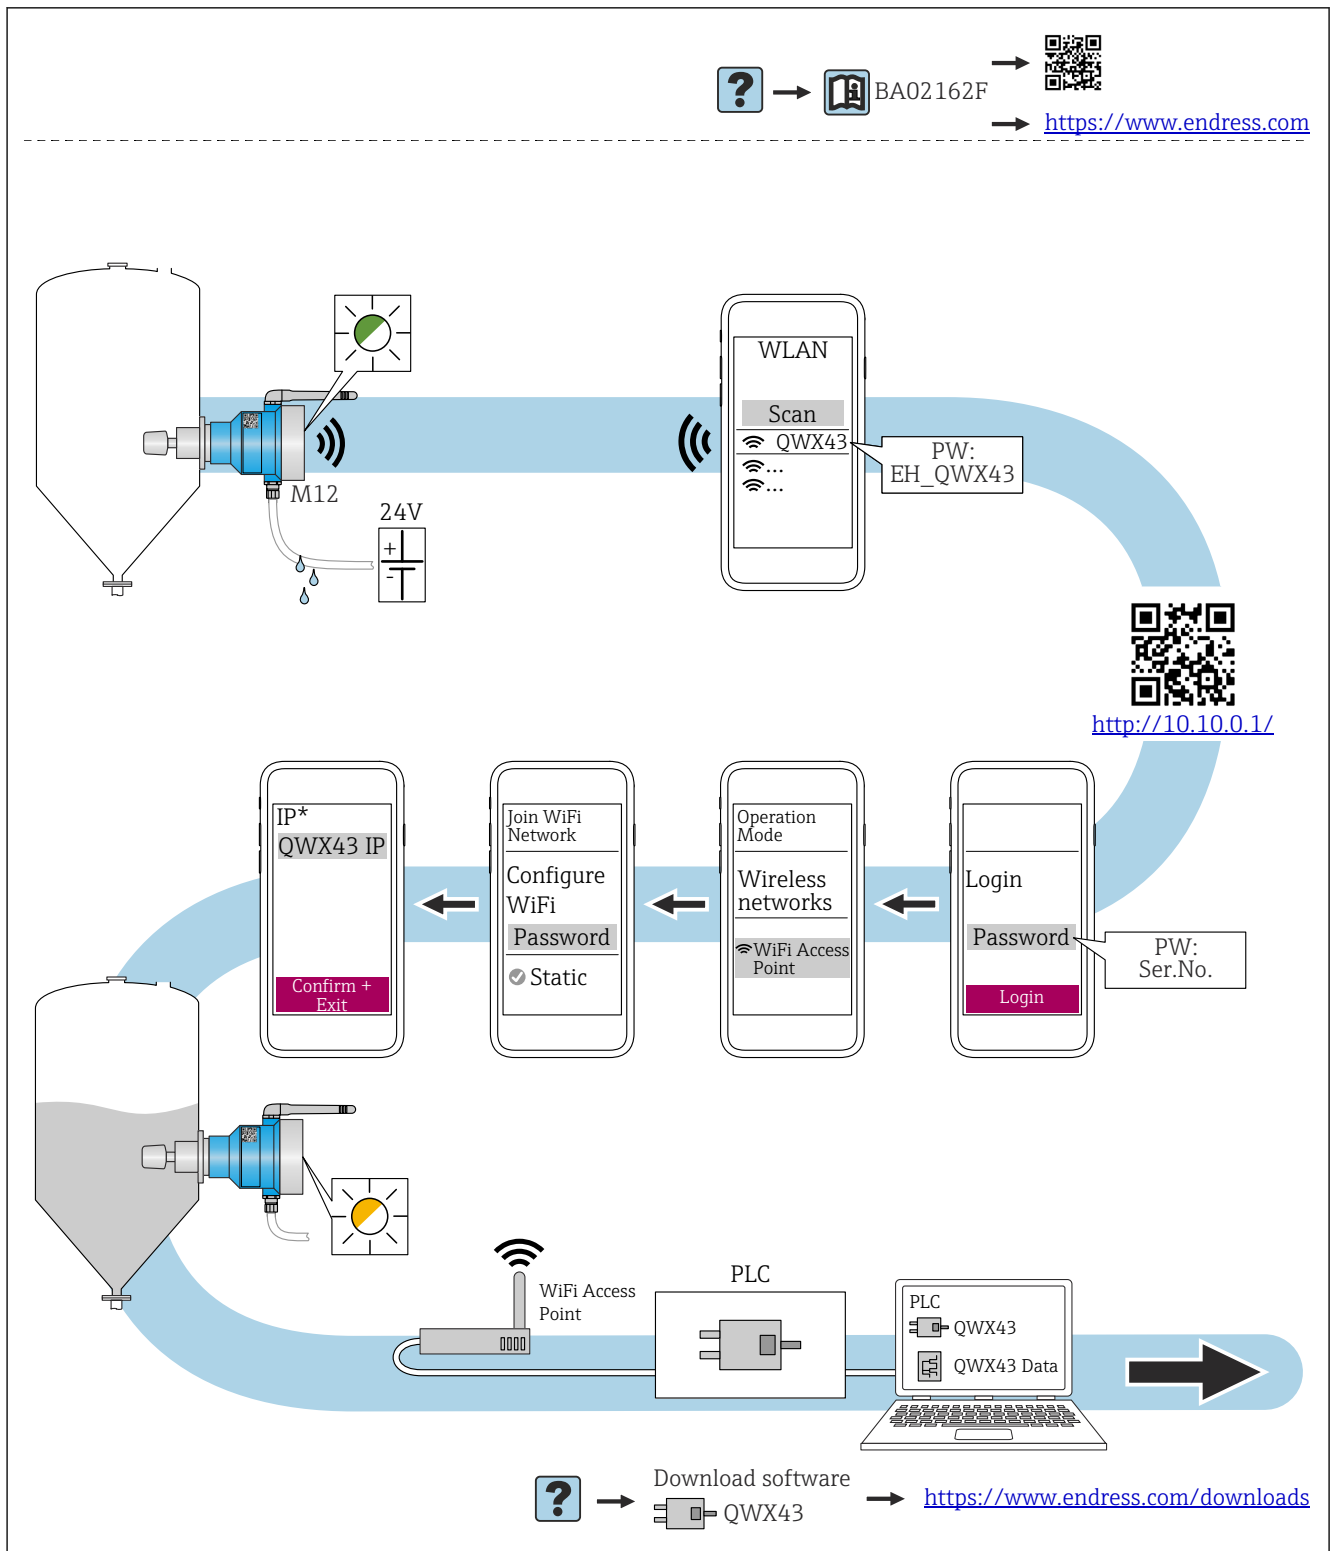 BA02162F
https://www.endress.com
WLAN
Scan
QWX43
...
...
PW:
EH_QWX43
M12
24V
+
-
http://10.10.0.1/
IP*
QWX43 IP
Confirm +
Exit
Join WiFi
Network
Configure
WiFi
Password
Static
Operation
Mode
Wireless
networks
WiFi Access
Point
Login
Password
Login
PW:
Ser.No.
WiFi Access
Point
PLC
PLC
QWX43
QWX43 Data
Download software
QWX43
https://www.endress.com/downloads